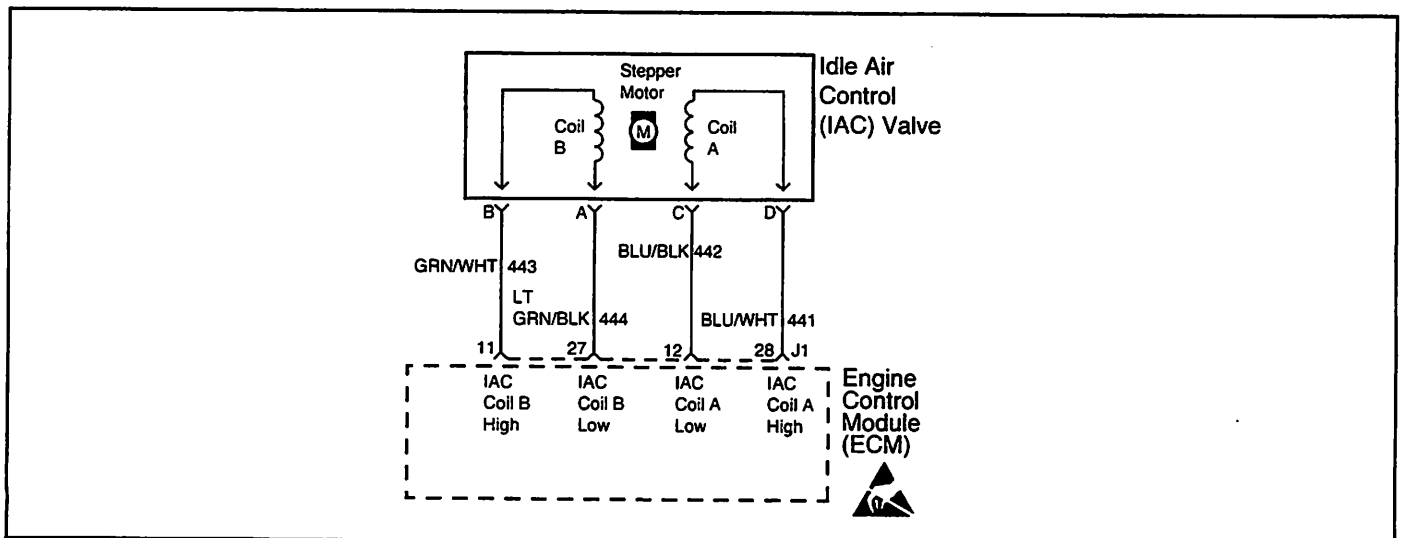 Stepper
Motor
Idle Air
Control
(IAC) Valve
Coil
B
M
Coil
A
B
A
C
D
GRN/WHT 443
BLU/BLK 442
LT
GRN/BLK 444
BLU/WHT 441
11
27
12
28 J1
IAC
Coil B
High
IAC
Coil B
Low
IAC
Coil A
Low
IAC
Coil A
High
Engine
Control
Module
(ECM)